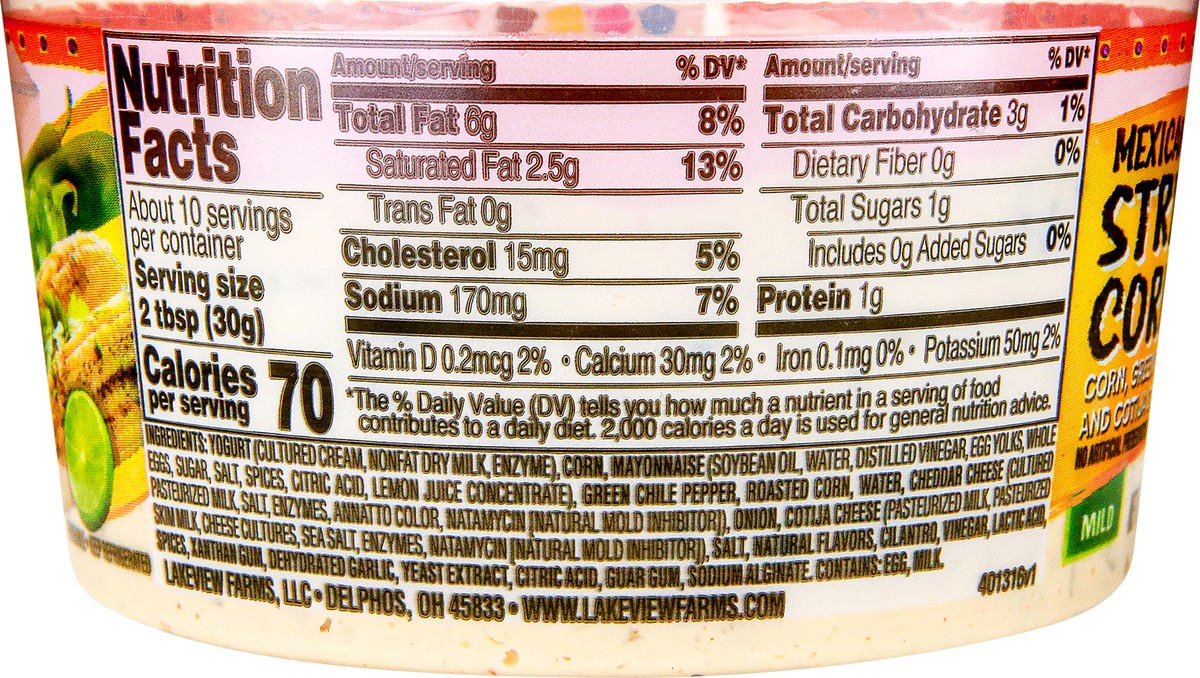 Nutrition
Facts
About 10 servings
per container
Serving size
2 tbsp (30g)
Calories 70
per serving
Amount/serving % DV*
Total Fat 6g 8%
Saturated Fat 2.5g 13%
Trans Fat 0g
Cholesterol 15mg 5%
Sodium 170mg 7%
Amount/serving % DV*
Total Carbohydrate 3g 1%
Dietary Fiber 0g 0%
Total Sugars 1g
Includes 0g Added Sugars 0%
Protein 1g
Vitamin D 0.2mcg 2% • Calcium 30mg 2% • Iron 0.1mg 0% • Potassium 50mg 2%
*The % Daily Value (DV) tells you how much a nutrient in a serving of food
contributes to a daily diet. 2,000 calories a day is used for general nutrition advice.
INGREDIENTS: YOGURT (CULTURED CREAM, NONFAT DRY MILK, ENZYME), CORN, MAYONNAISE (SOYBEAN OIL, WATER, DISTILLED VINEGAR, EGG YOLKS, WHOLE
EGGS, SUGAR, SALT, SPICES, CITRIC ACID, LEMON JUICE CONCENTRATE), GREEN CHILE PEPPER, ROASTED CORN, WATER, CHEDDAR CHEESE (CULTURED
PASTEURIZED MILK, SALT, ENZYMES, ANNATTO COLOR, NATAMYCIN [NATURAL MOLD INHIBITOR]), ONION, COTIJA CHEESE (PASTEURIZED MILK, PASTEURIZED
SKIM MILK, CHEESE CULTURES, SEA SALT, ENZYMES, NATAMYCIN [NATURAL MOLD INHIBITOR]), SALT, NATURAL FLAVORS, CILANTRO, VINEGAR, LACTIC ACID,
SPICES, XANTHAN GUM, DEHYDRATED GARLIC, YEAST EXTRACT, CITRIC ACID, GUAR GUM, SODIUM ALGINATE. CONTAINS: EGG, MILK.
LAKEVIEW FARMS, LLC • DELPHOS, OH 45833 • WWW.LAKEVIEWFARMS.COM
401316v1
MEXICA
STR
COR
CORN, GREE
AND COTIJA
NO ARTIFICIAL
MILD